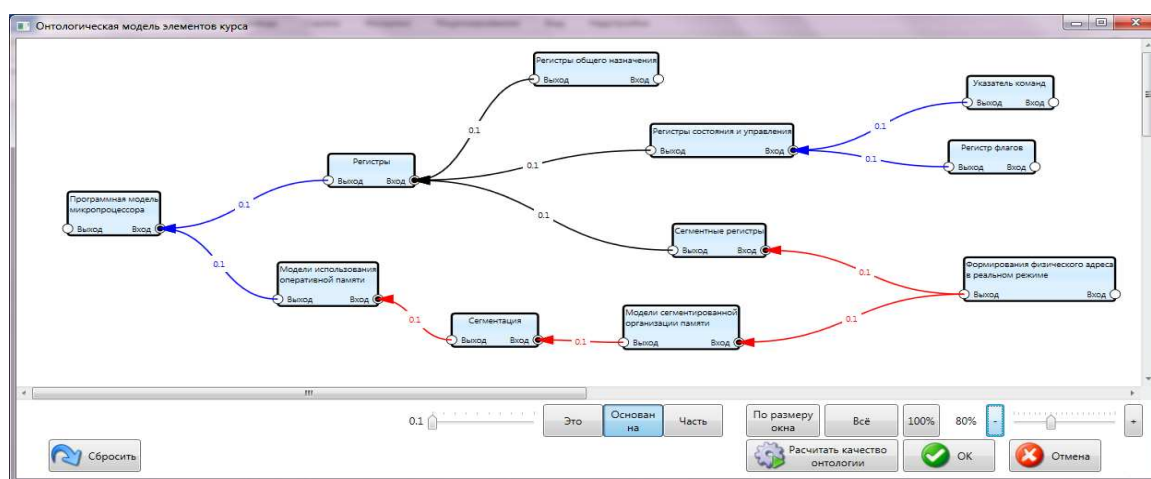 Онтологическая модель элементов курса
Регистры общего назначения
Выход Вход
Указатель команд
Выход Вход
0.1
0.1
Регистры состояния и управления
Выход Вход
Регистр флагов
Выход Вход
0.1
Регистры
Выход Вход
0.1
Программная модель
микропроцессора
Выход Вход
0.1
0.1
Сегментные регистры
Выход Вход
0.1
Модели использования
оперативной памяти
Выход Вход
0.1
Формирования физического адреса
в реальном режиме
Выход Вход
0.1
Сегментация
Выход Вход
0.1
Модели сегментированной
организации памяти
Выход Вход
0.1
0.1
0.1
Это
Основан
на
Часть
По размеру
окна
Всё
100%
80%
-
+
Сбросить
Расчитать качество
онтологии
OK
Отмена